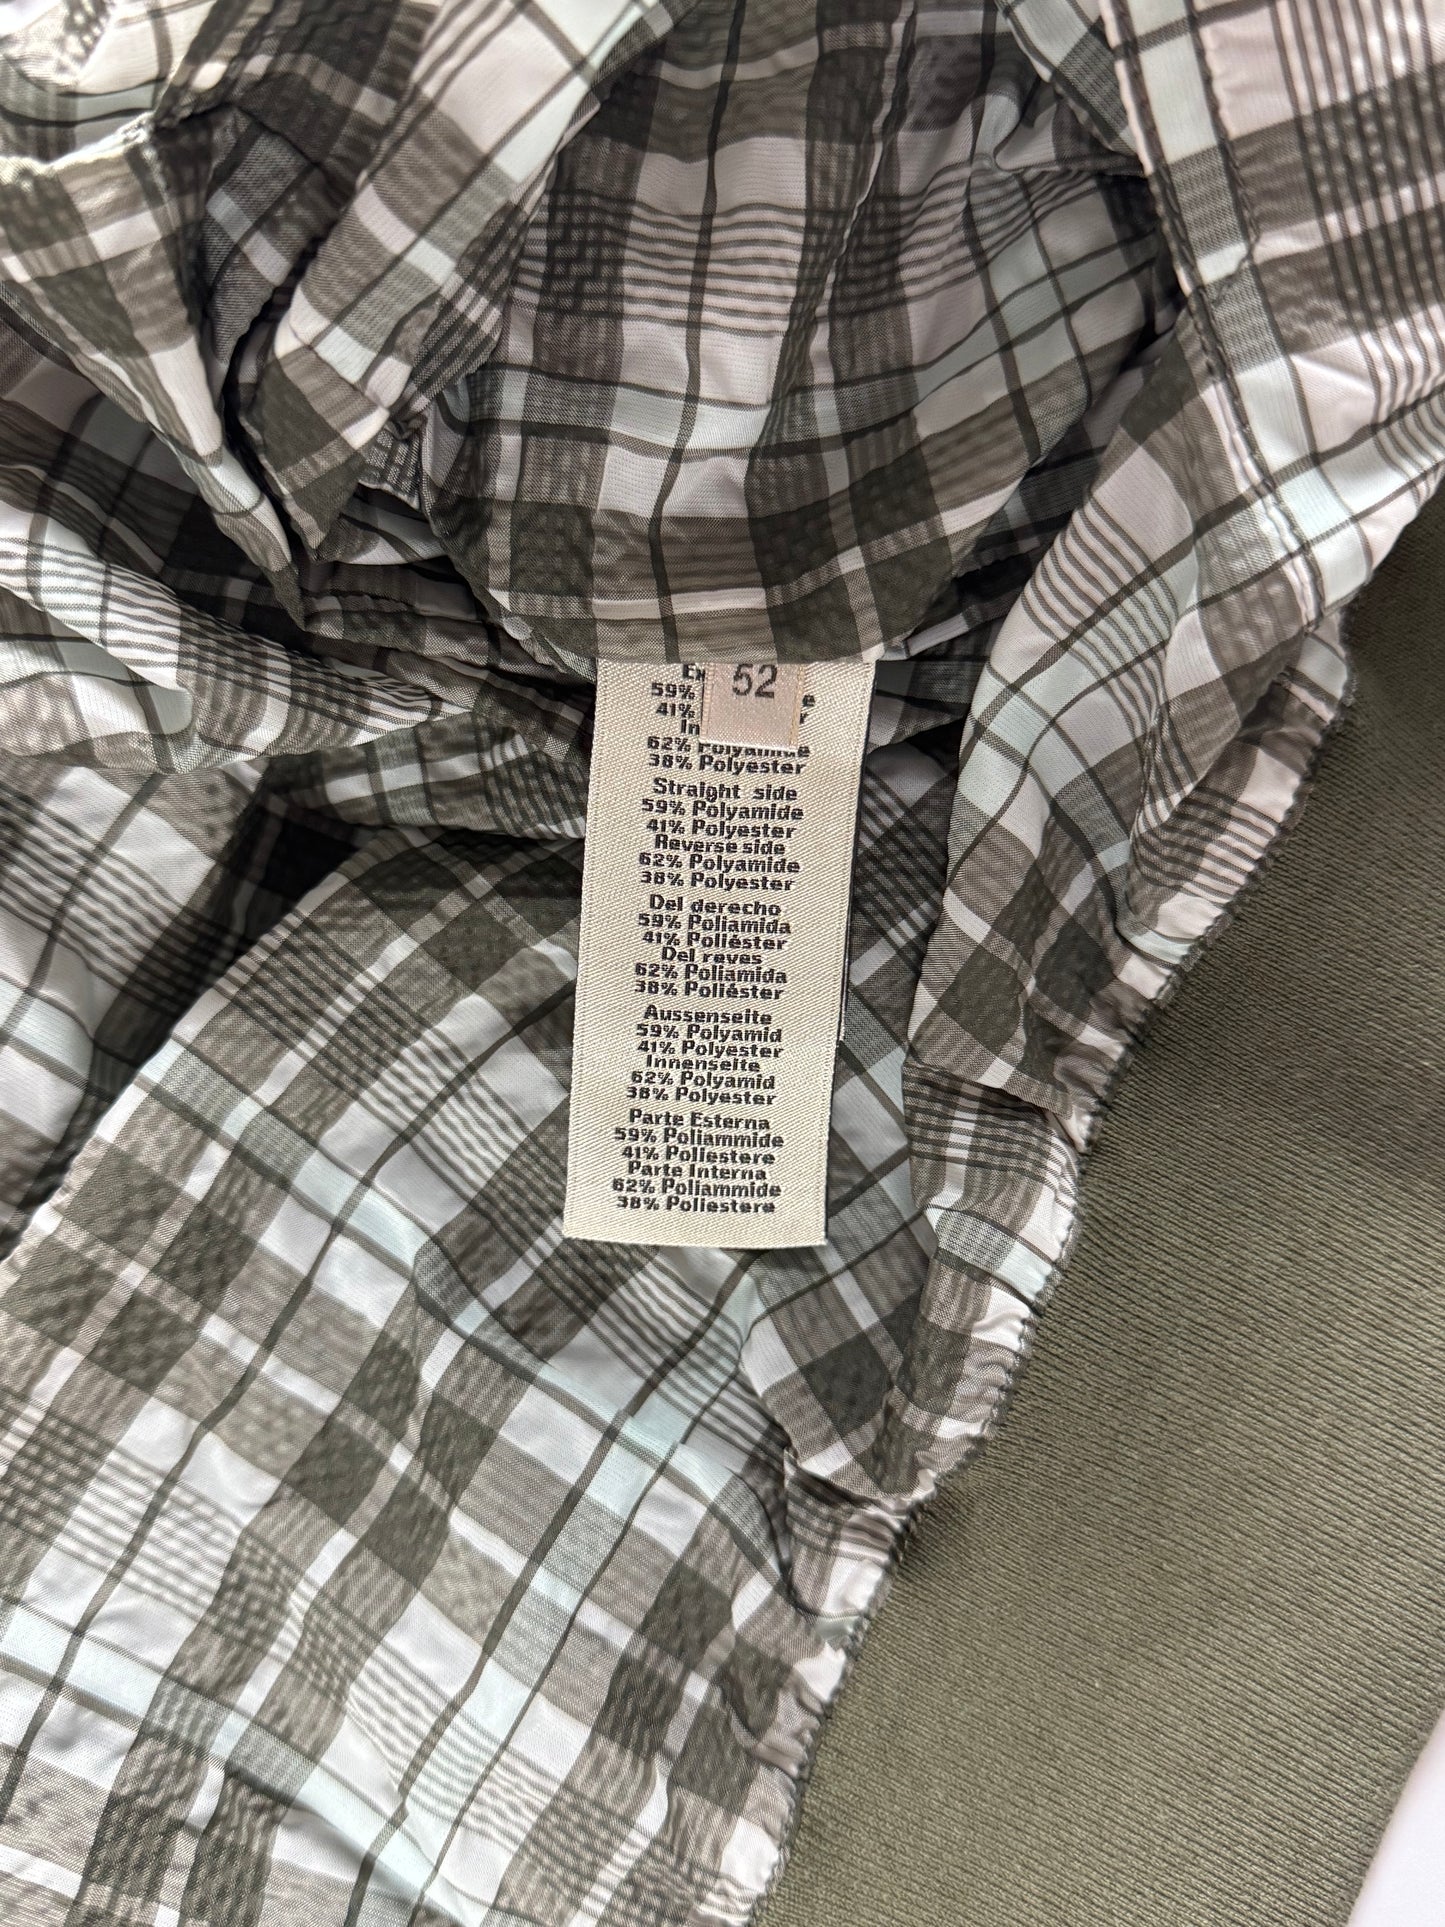 52
59%
41%
In
62% Polyamide
38% Polyester
Straight side
59% Polyamide
41% Polyester
Reverse side
62% Polyamide
38% Polyester
Del derecho
59% Poliamida
41% Poliéster
Del reves
62% Poliamida
38% Poliéster
Aussenseite
59% Polyamid
41% Polyester
Innenseite
62% Polyamid
38% Polyester
Parte Esterna
59% Poliammide
41% Poliestere
Parte Interna
62% Poliammide
38% Poliestere